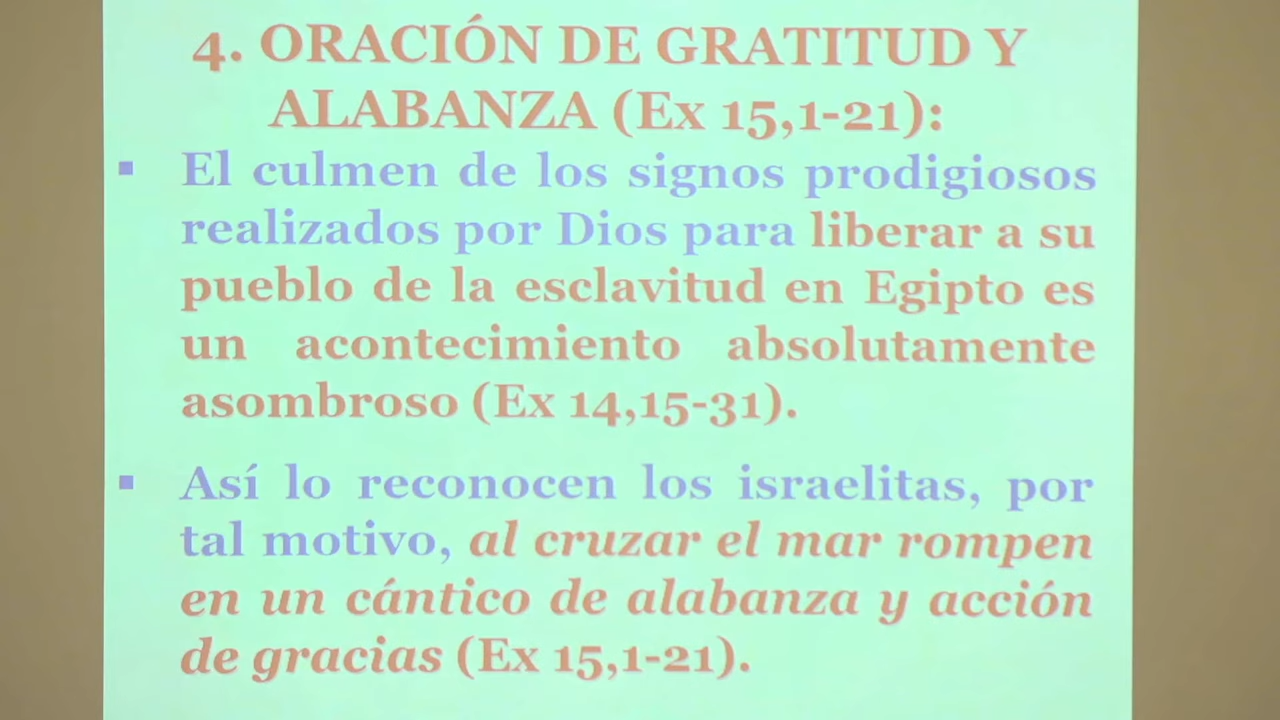 4. ORACIÓN DE GRATITUD Y
ALABANZA (Ex 15,1-21):
▪ El culmen de los signos prodigiosos
realizados por Dios para liberar a su
pueblo de la esclavitud en Egipto es
un acontecimiento absolutamente
asombroso (Ex 14,15-31).
▪ Así lo reconocen los israelitas, por
tal motivo, al cruzar el mar rompen
en un cántico de alabanza y acción
de gracias (Ex 15,1-21).